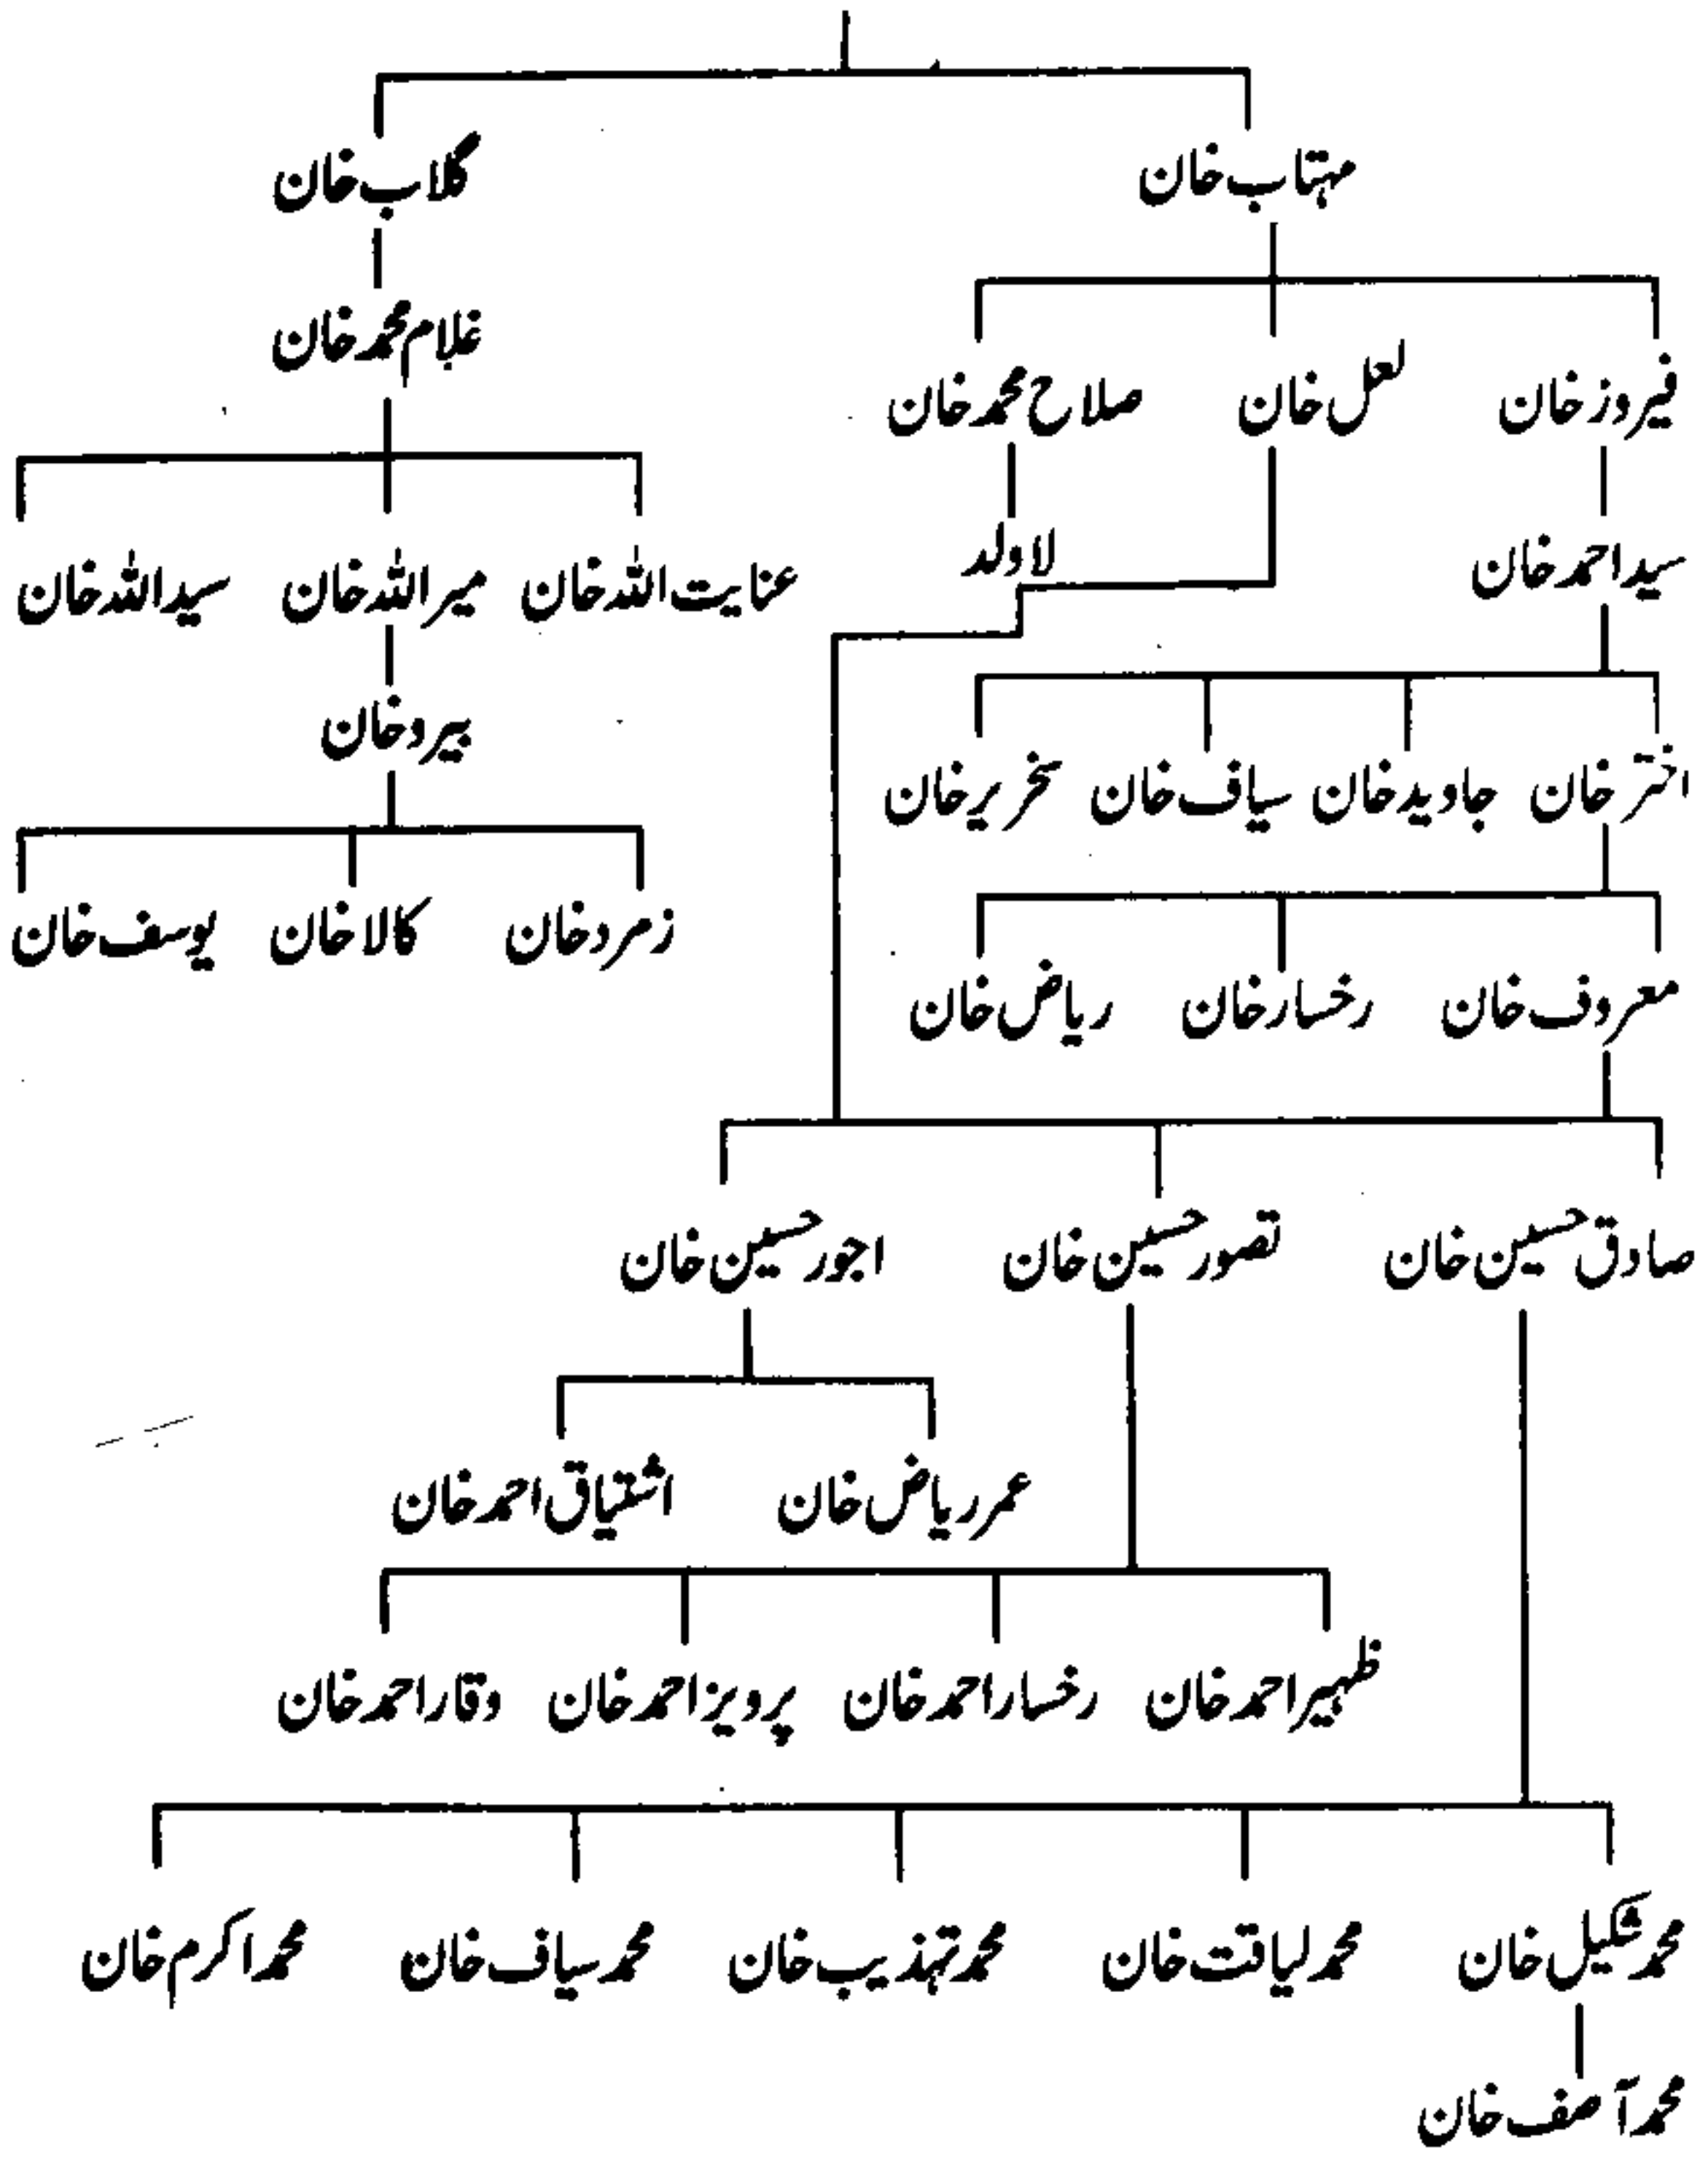 مہتاب خان گلاب خان
غلام محمد خان
فیروز خان لعل خان صلاح محمد خان
سید احمد خان لاولد
عنایت اللہ خان میر اللہ خان سید اللہ خان
بیرو خان
اختر خان جاوید خان سیاف خان خان
زمرد خان کالا خان یوسف خان
معروف خان رخسار خان ریاض خان
صادق حسین خان تصور حسین خان اجور حسین خان
عمر ریاض خان اشتیاق احمد خان
ظہیر احمد خان رخسار احمد خان پرویز احمد خان وقار احمد خان
محمد شکیل خان محمد لیاقت خان محمد تہذیب خان محمد سیاف خان محمد اکرم خان
محمد آصف خان